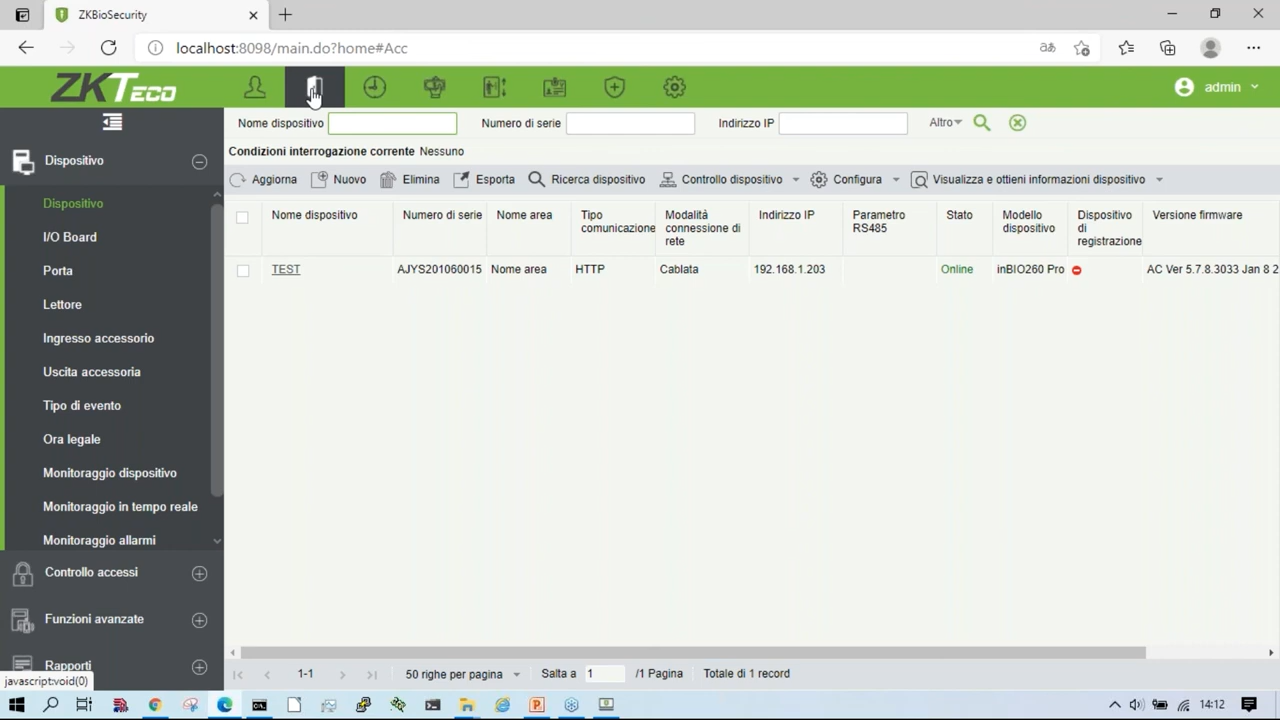 ZKBioSecurity
localhost:8098/main.do?home#Acc
ZKTeco
admin
Nome dispositivo
Numero di serie
Indirizzo IP
Altro
Condizioni interrogazione corrente Nessuno
Dispositivo
Aggiorna
Nuovo
Elimina
Esporta
Ricerca dispositivo
Controllo dispositivo
Configura
Visualizza e ottieni informazioni dispositivo
Dispositivo
I/O Board
Porta
Lettore
Ingresso accessorio
Uscita accessoria
Tipo di evento
Ora legale
Monitoraggio dispositivo
Monitoraggio in tempo reale
Monitoraggio allarmi
Controllo accessi
Funzioni avanzate
Rapporti
javascript:void(0)
Nome dispositivo
Numero di serie
Nome area
Tipo
comunicazione
Modalità
connessione di
rete
Indirizzo IP
Parametro
RS485
Stato
Modello
dispositivo
Dispositivo
di
registrazione
Versione firmware
TEST
AJYS201060015
Nome area
HTTP
Cablata
192.168.1.203
Online
inBIO260 Pro
AC Ver 5.7.8.3033 Jan 8 2
1-1
50 righe per pagina
Salta a
1
/1 Pagina
Totale di 1 record
14:12